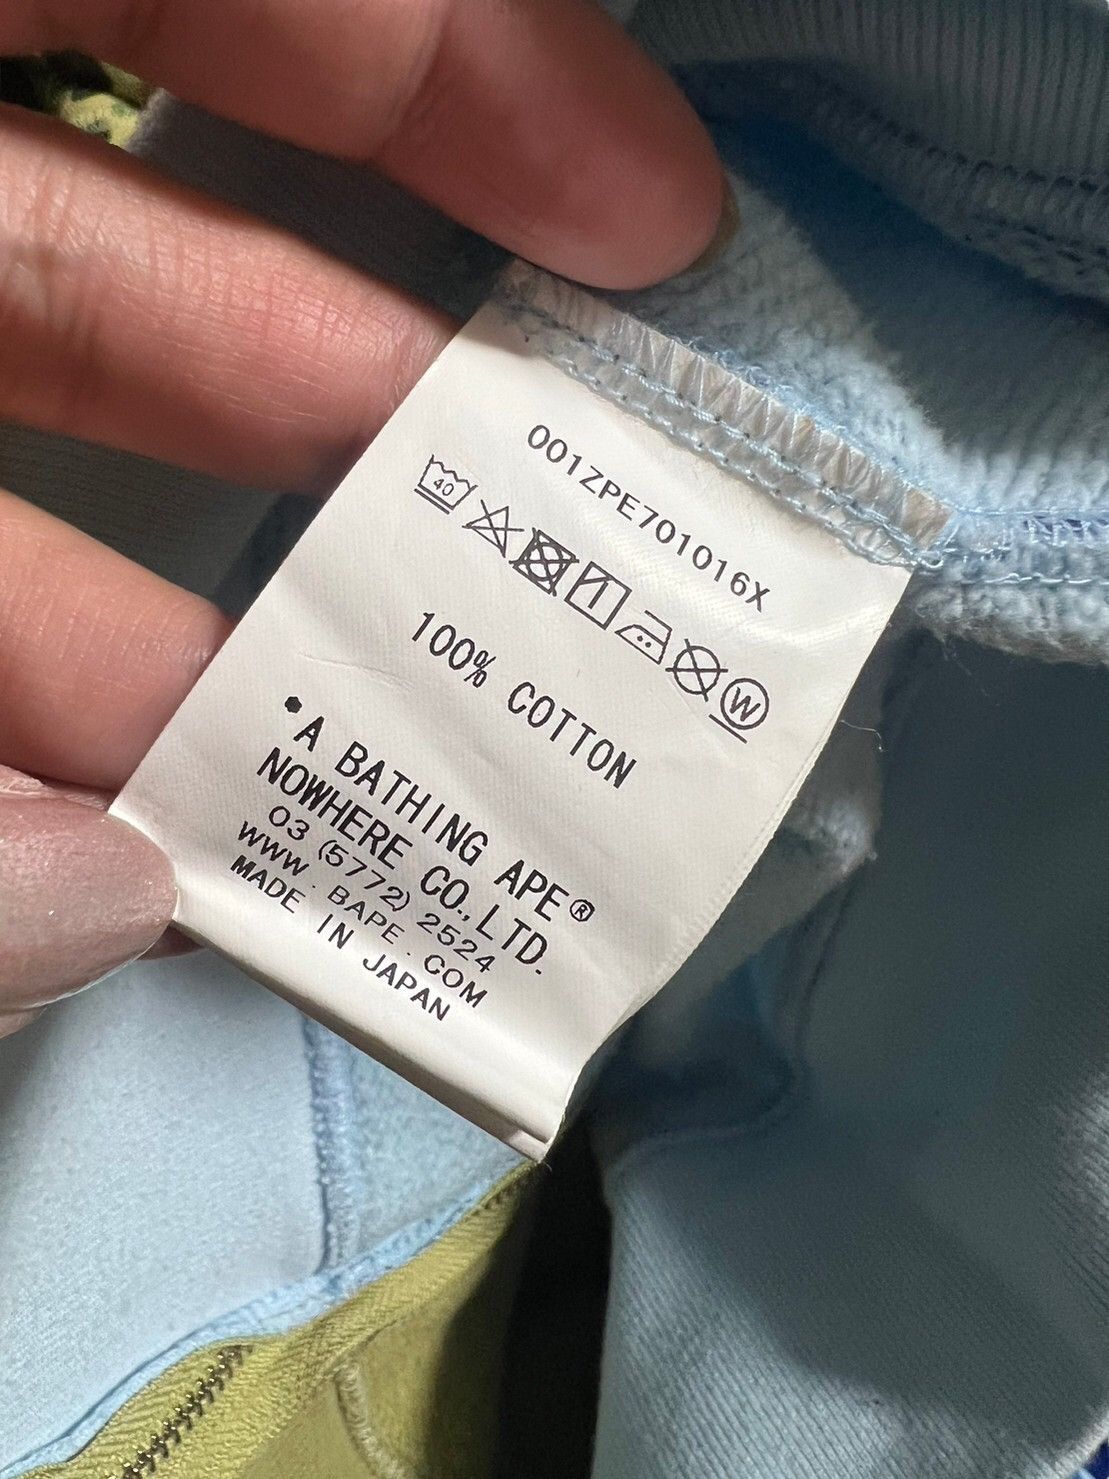 001ZPE701016X
40
W
100% COTTON
•A BATHING APE®
NOWHERE CO.,LTD.
03 (5772) 2524
WWW.BAPE.COM
MADE IN JAPAN